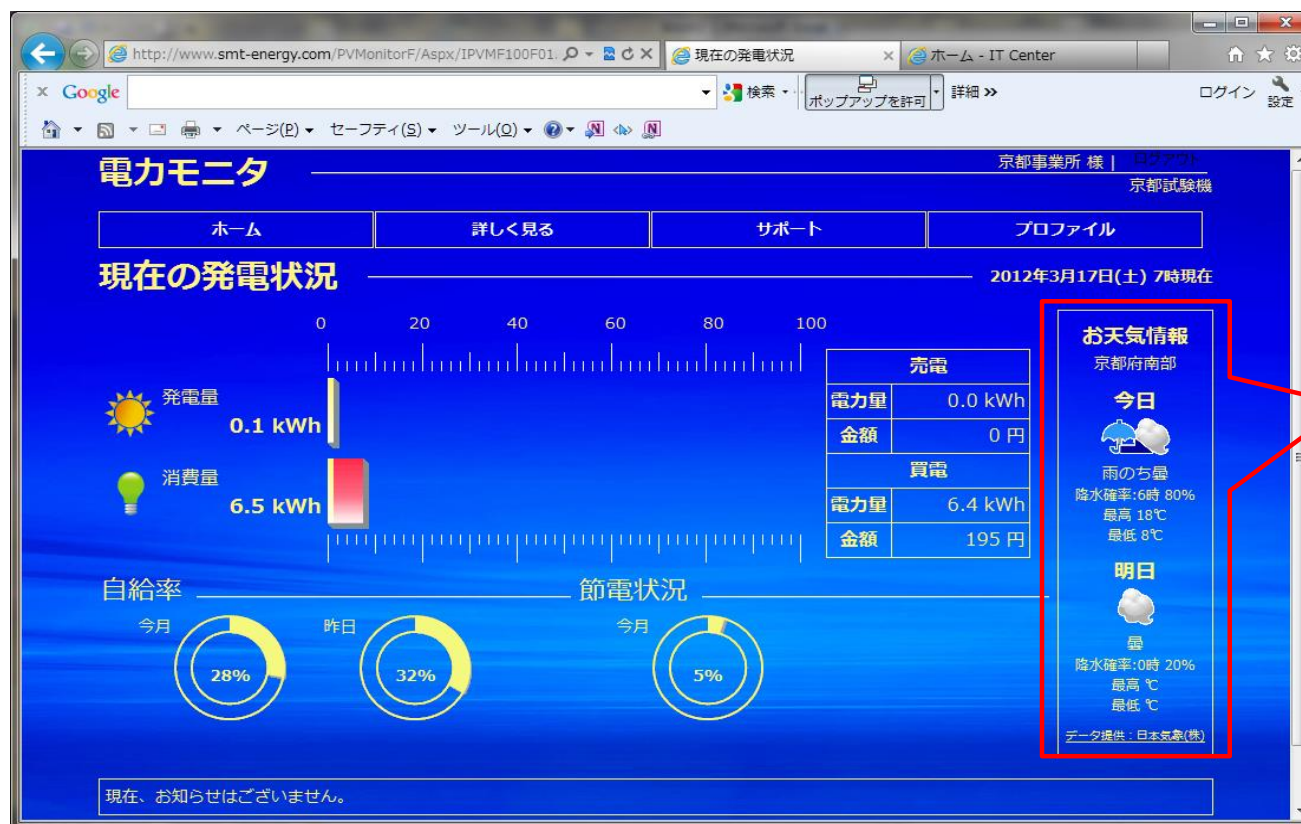 http://www.smt-energy.com/PVMonitorF/Aspx/IPVMF100F01.
現在の発電状況
ホーム - IT Center
Google
検索
ポップアップを許可
詳細 »
ログイン
設定
ページ(P)
セーフティ(S)
ツール(O)
電力モニタ
京都事業所 様 | ログアウト
京都試験機
ホーム
詳しく見る
サポート
プロファイル
現在の発電状況
2012年3月17日(土) 7時現在
0 20 40 60 80 100
発電量
0.1 kWh
消費量
6.5 kWh
売電
電力量 0.0 kWh
金額 0 円
買電
電力量 6.4 kWh
金額 195 円
お天気情報
京都府南部
今日
雨のち曇
降水確率:6時 80%
最高 18℃
最低 8℃
明日
曇
降水確率:0時 20%
最高 ℃
最低 ℃
データ提供:日本気象(株)
自給率
今月
28%
昨日
32%
節電状況
今月
5%
現在、お知らせはございません。